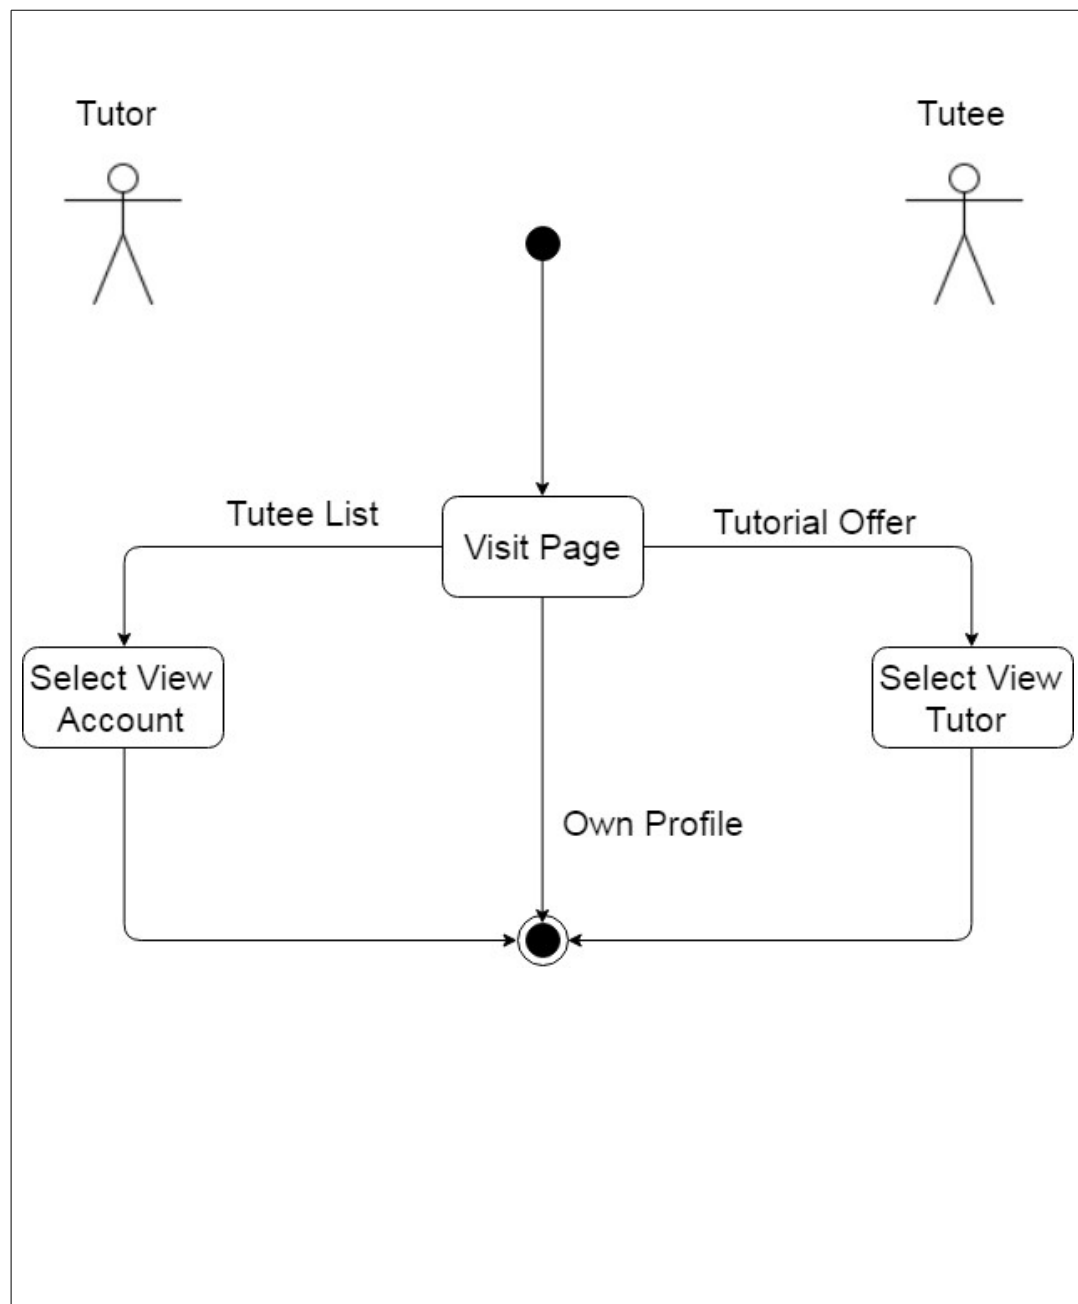 Tutor
Tutee
Tutee List
Visit Page
Tutorial Offer
Select View
Account
Select View
Tutor
Own Profile